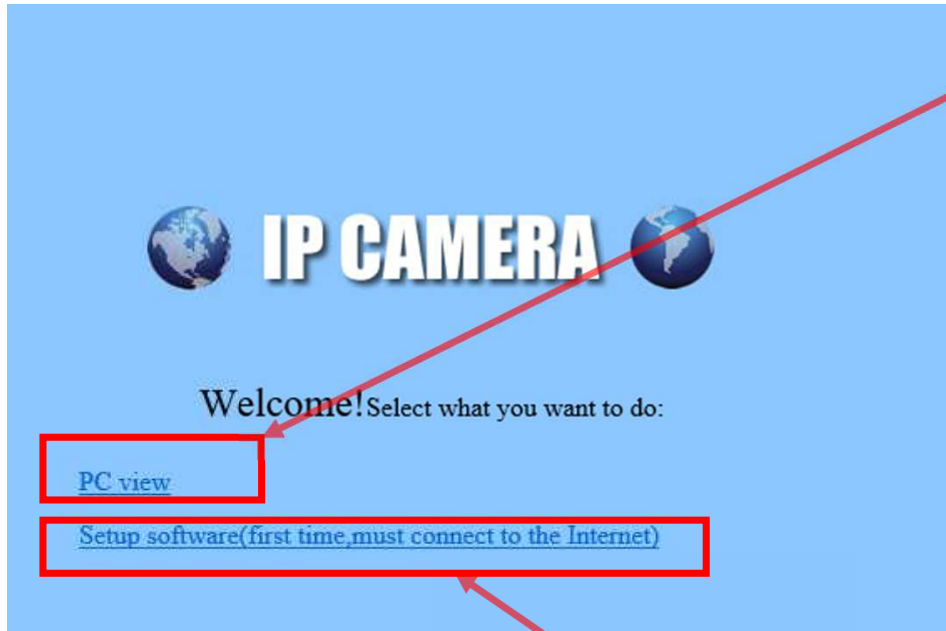 IP CAMERA
Welcome!Select what you want to do:
PC view
Setup software(first time,must connect to the Internet)